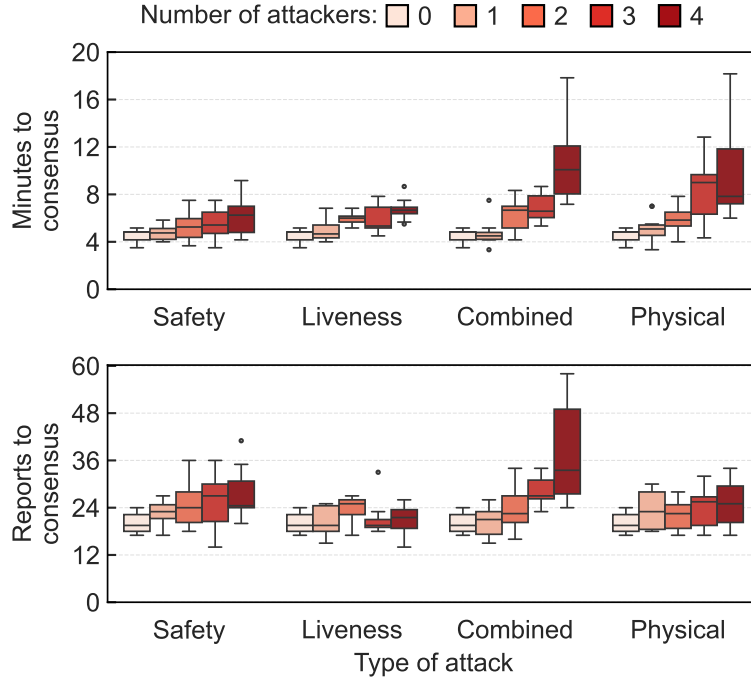 Number of attackers: 0 1 2 3 4
Minutes to
consensus
20
16
12
8
4
0
Safety Liveness Combined Physical
Reports to
consensus
60
48
36
24
12
0
Safety Liveness Combined Physical
Type of attack